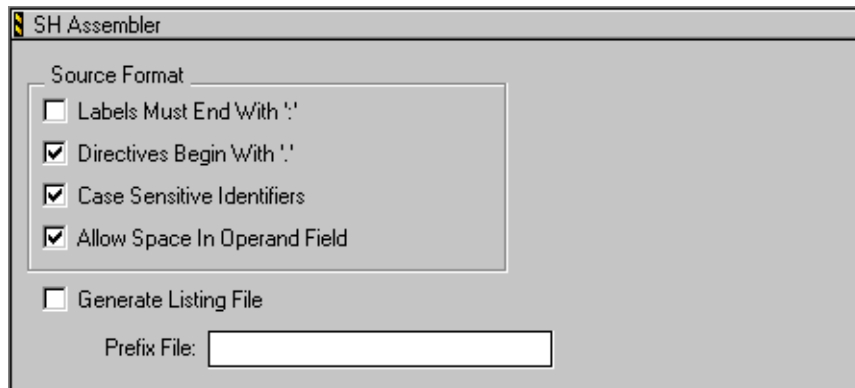 SH Assembler
Source Format
Labels Must End With ':'
Directives Begin With '.'
Case Sensitive Identifiers
Allow Space In Operand Field
Generate Listing File
Prefix File: